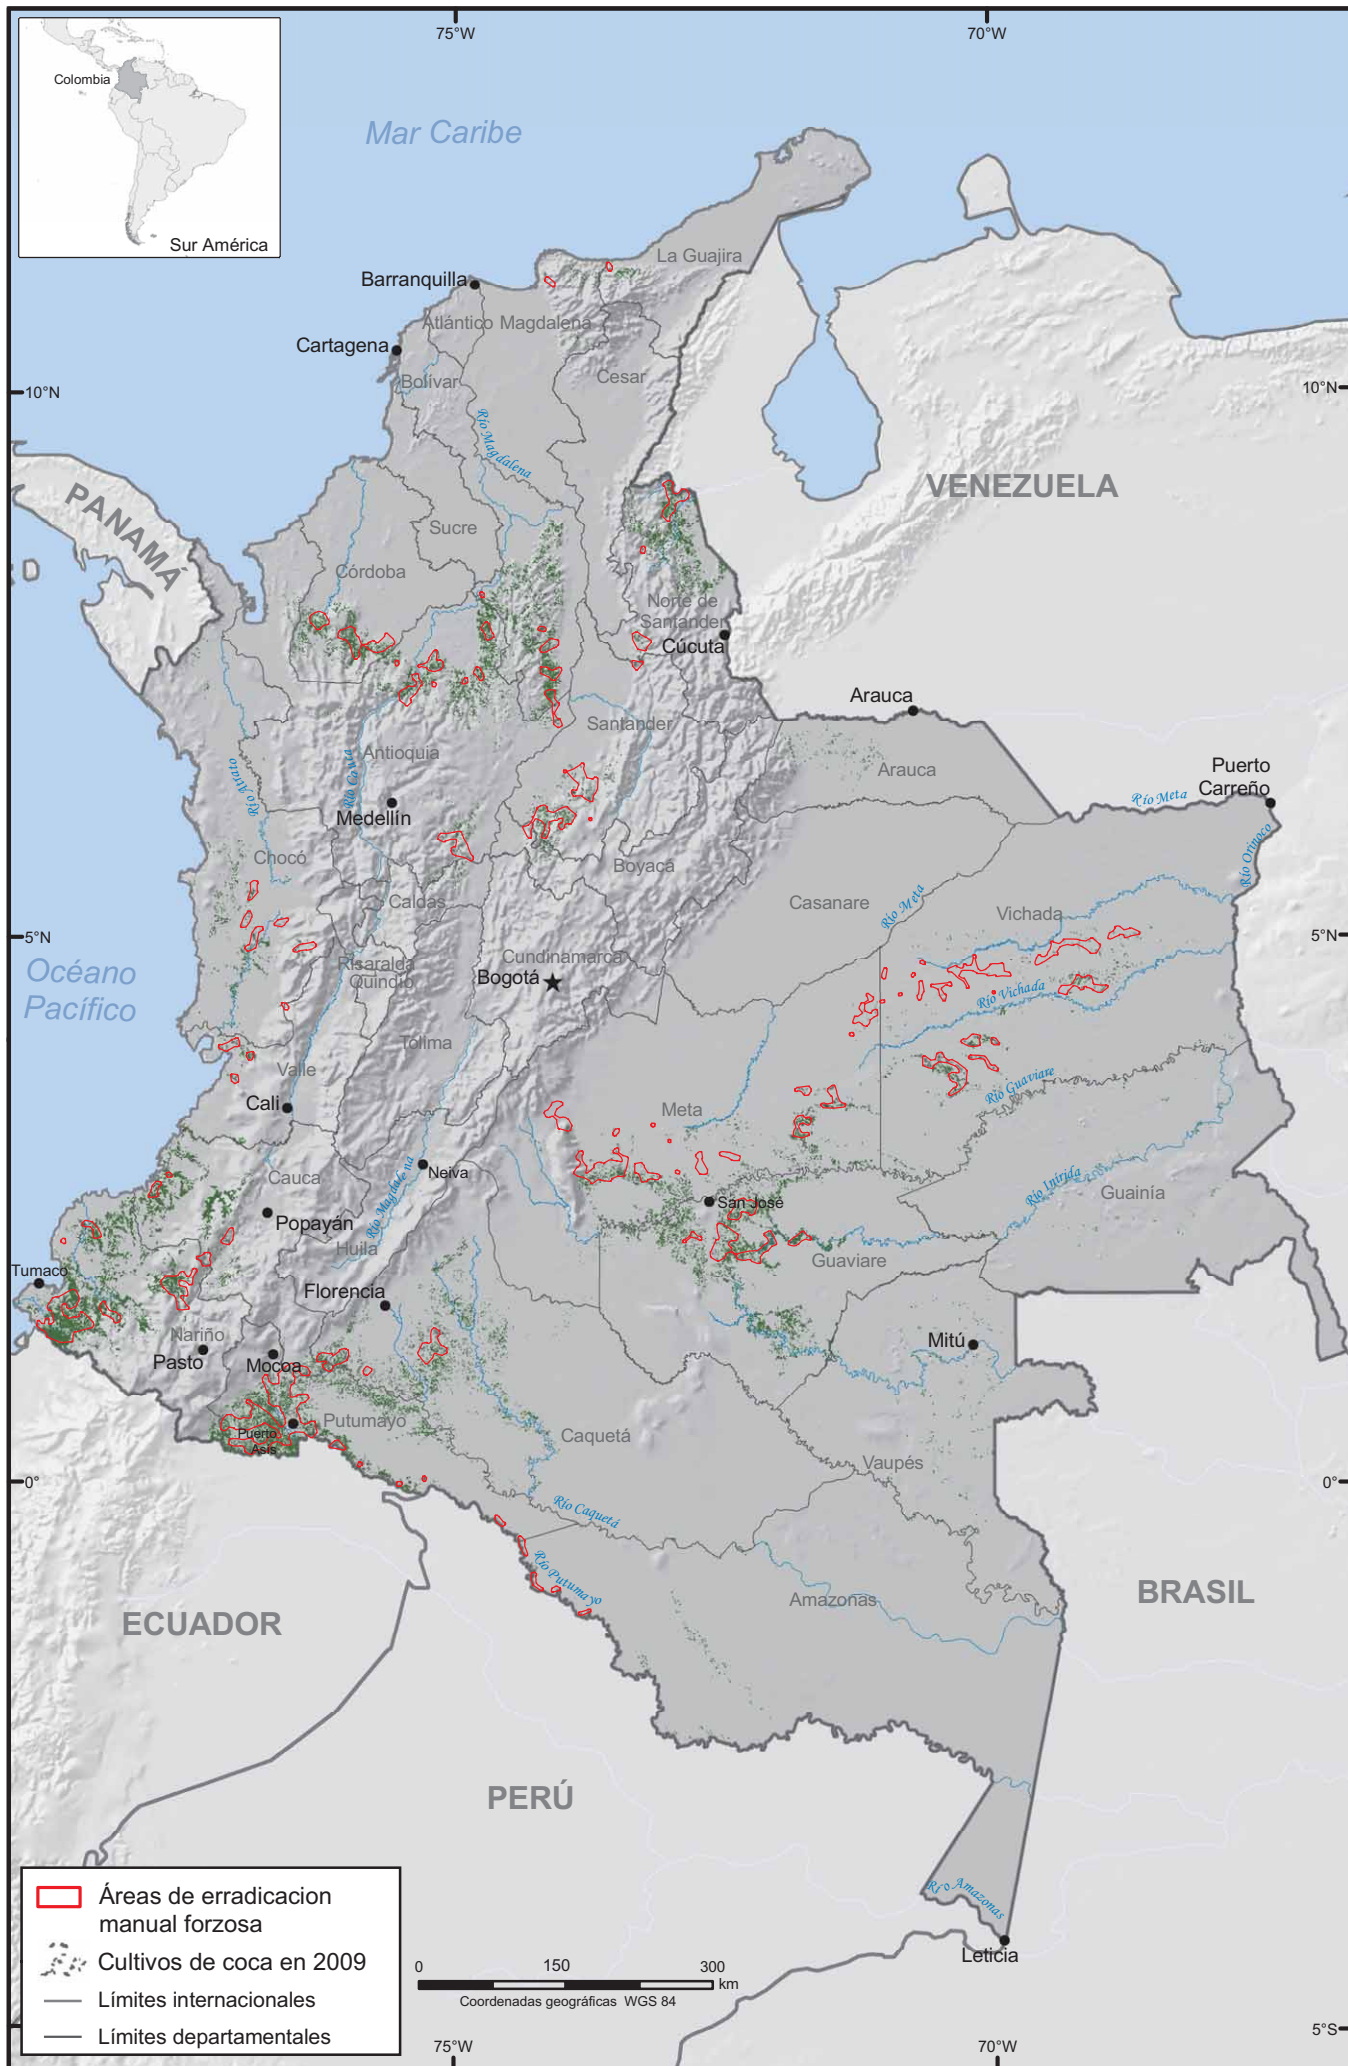 75°W
70°W
Colombia
Sur América
Mar Caribe
La Guajira
Barranquilla
Atlántico
Magdalena
Cartagena
Bolívar
Cesar
10°N
10°N
Río Magdalena
VENEZUELA
PANAMÁ
Sucre
Córdoba
Norte de
Santander
Cúcuta
Arauca
Santander
Antioquia
Río Cauca
Arauca
Puerto
Carreño
Río Meta
Río Atrato
Medellín
Río Orinoco
Chocó
Boyacá
Caldas
Casanare
Río Meta
Vichada
5°N
5°N
Océano
Pacífico
Risaralda
Quindío
Cundinamarca
Bogotá
Río Vichada
Tolima
Valle
Río Guaviare
Cali
Meta
Neiva
Cauca
Río Inírida
Guainía
San José
Popayán
Río Magdalena
Huila
Guaviare
Tumaco
Florencia
Nariño
Pasto
Mocoa
Mitú
Putumayo
Puerto
Asís
Caquetá
Vaupés
0°
0°
Río Caquetá
Río Putumayo
Amazonas
ECUADOR
BRASIL
PERÚ
Río Amazonas
Leticia
Áreas de erradicacion
manual forzosa
Cultivos de coca en 2009
Límites internacionales
Límites departamentales
0 150 300
km
Coordenadas geográficas WGS 84
5°S
75°W
70°W